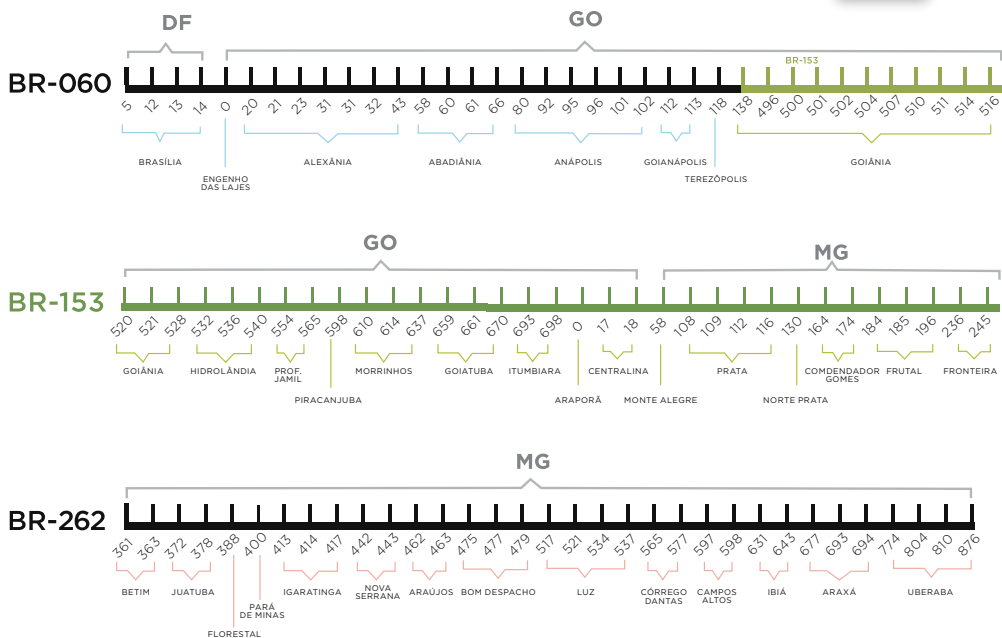 DF
GO
BR-153
BR-060
5 12 13 14 0 20 21 23 31 31 32 43 58 60 61 66 80 92 95 96 101 102 112 113 118 138 496 500 501 502 504 507 510 511 514 516
BRASÍLIA ALEXÂNIA ABADIÂNIA ANÁPOLIS GOIANÁPOLIS GOIÂNIA
ENGENHO
DAS LAJES
TEREZÔPOLIS
GO
MG
BR-153
520 521 528 532 536 540 554 565 598 610 614 637 659 661 670 693 698 0 17 18 58 108 109 112 116 130 164 174 184 185 196 236 245
GOIÂNIA HIDROLÂNDIA PROF.
JAMIL
MORRINHOS GOIATUBA ITUMBIARA CENTRALINA PRATA COMDENDADOR
GOMES
FRUTAL FRONTEIRA
PIRACANJUBA ARAPORÃ MONTE ALEGRE NORTE PRATA
MG
BR-262
361 363 372 378 388 400 413 414 417 442 443 462 463 475 477 479 517 521 534 537 565 577 597 598 631 643 677 693 694 774 804 810 876
BETIM JUATUBA IGARATINGA NOVA
SERRANA
ARAÚJOS BOM DESPACHO LUZ CÓRREGO
DANTAS
CAMPOS
ALTOS
IBIÁ ARAXÁ UBERABA
PARÁ
DE MINAS
FLORESTAL